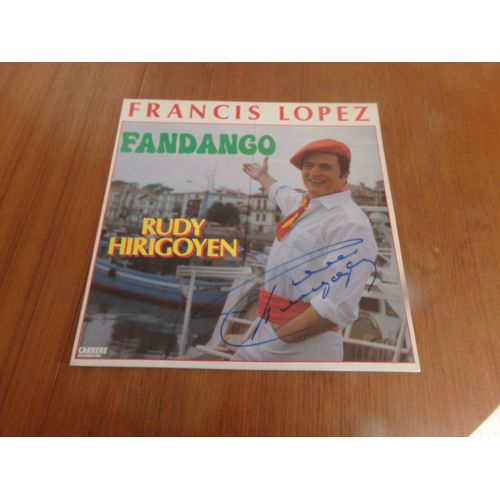 FRANCIS LOPEZ
FANDANGO
RUDY
HIRIGOYEN
CARRERE